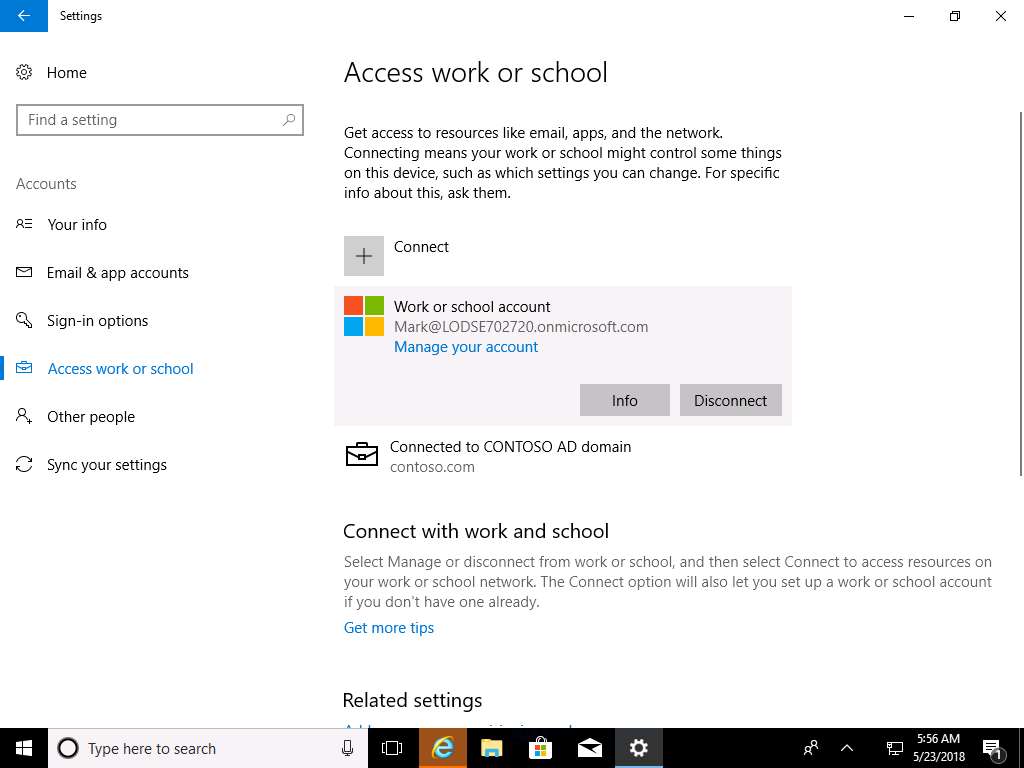 Settings
Home
Find a setting
Accounts
Your info
Email & app accounts
Sign-in options
Access work or school
Other people
Sync your settings
Access work or school
Get access to resources like email, apps, and the network.
Connecting means your work or school might control some things
on this device, such as which settings you can change. For specific
info about this, ask them.
Connect
Work or school account
Mark@LODSE702720.onmicrosoft.com
Manage your account
Info
Disconnect
Connected to CONTOSO AD domain
contoso.com
Connect with work and school
Select Manage or disconnect from work or school, and then select Connect to access resources on
your work or school network. The Connect option will also let you set up a work or school account
if you don't have one already.
Get more tips
Related settings
Type here to search
5:56 AM
5/23/2018
1